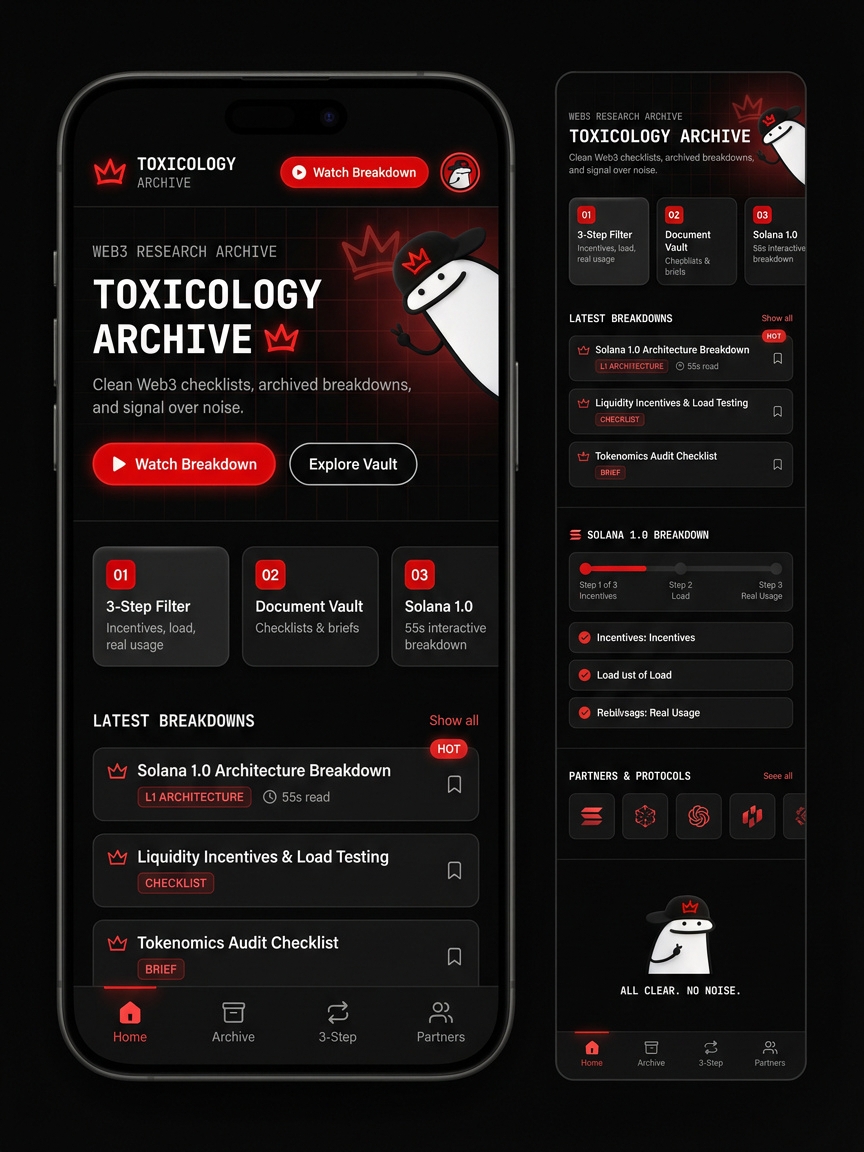 TOXICOLOGY
ARCHIVE
Watch Breakdown
WEB3 RESEARCH ARCHIVE
TOXICOLOGY
ARCHIVE
Clean Web3 checklists, archived breakdowns,
and signal over noise.
Watch Breakdown
Explore Vault
01
3-Step Filter
Incentives, load,
real usage
02
Document Vault
Checklists & briefs
03
Solana 1.0
55s interactive
breakdown
LATEST BREAKDOWNS
Show all
HOT
Solana 1.0 Architecture Breakdown
L1 ARCHITECTURE
55s read
Liquidity Incentives & Load Testing
CHECKLIST
Tokenomics Audit Checklist
BRIEF
Home
Archive
3-Step
Partners
WEBS RESEARCH ARCHIVE
TOXICOLOGY ARCHIVE
Clean Web3 checklists, archived breakdowns,
and signal over noise.
01
3-Step Filter
Incentives, load,
real usage
02
Document
Vault
Chepbliats &
briels
03
Solana 1.0
58s interactive
breakdown
LATEST BREAKDOWNS
Show all
HOT
Solana 1.0 Architecture Breakdown
L1 ARCHITECTURE
55s read
Liquidity Incentives & Load Testing
CHECRLIST
Tokenomics Audit Checklist
BRIEF
SOLANA 1.0 BREAKDOWN
Step 1 of 3
Incentives
Step 2
Load
Step 3
Real Usage
Incentives: Incentives
Load ust of Load
Rebilvsags: Real Usage
PARTNERS & PROTOCOLS
Seee all
ALL CLEAR. NO NOISE.
Home
Archive
3-Step
Partners